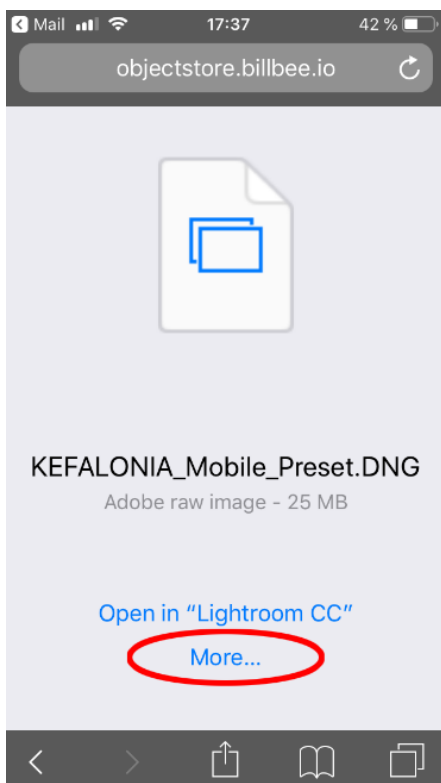 Mail 17:37 42 %
objectstore.billbee.io
KEFALONIA_Mobile_Preset.DNG
Adobe raw image - 25 MB
Open in “Lightroom CC”
More...